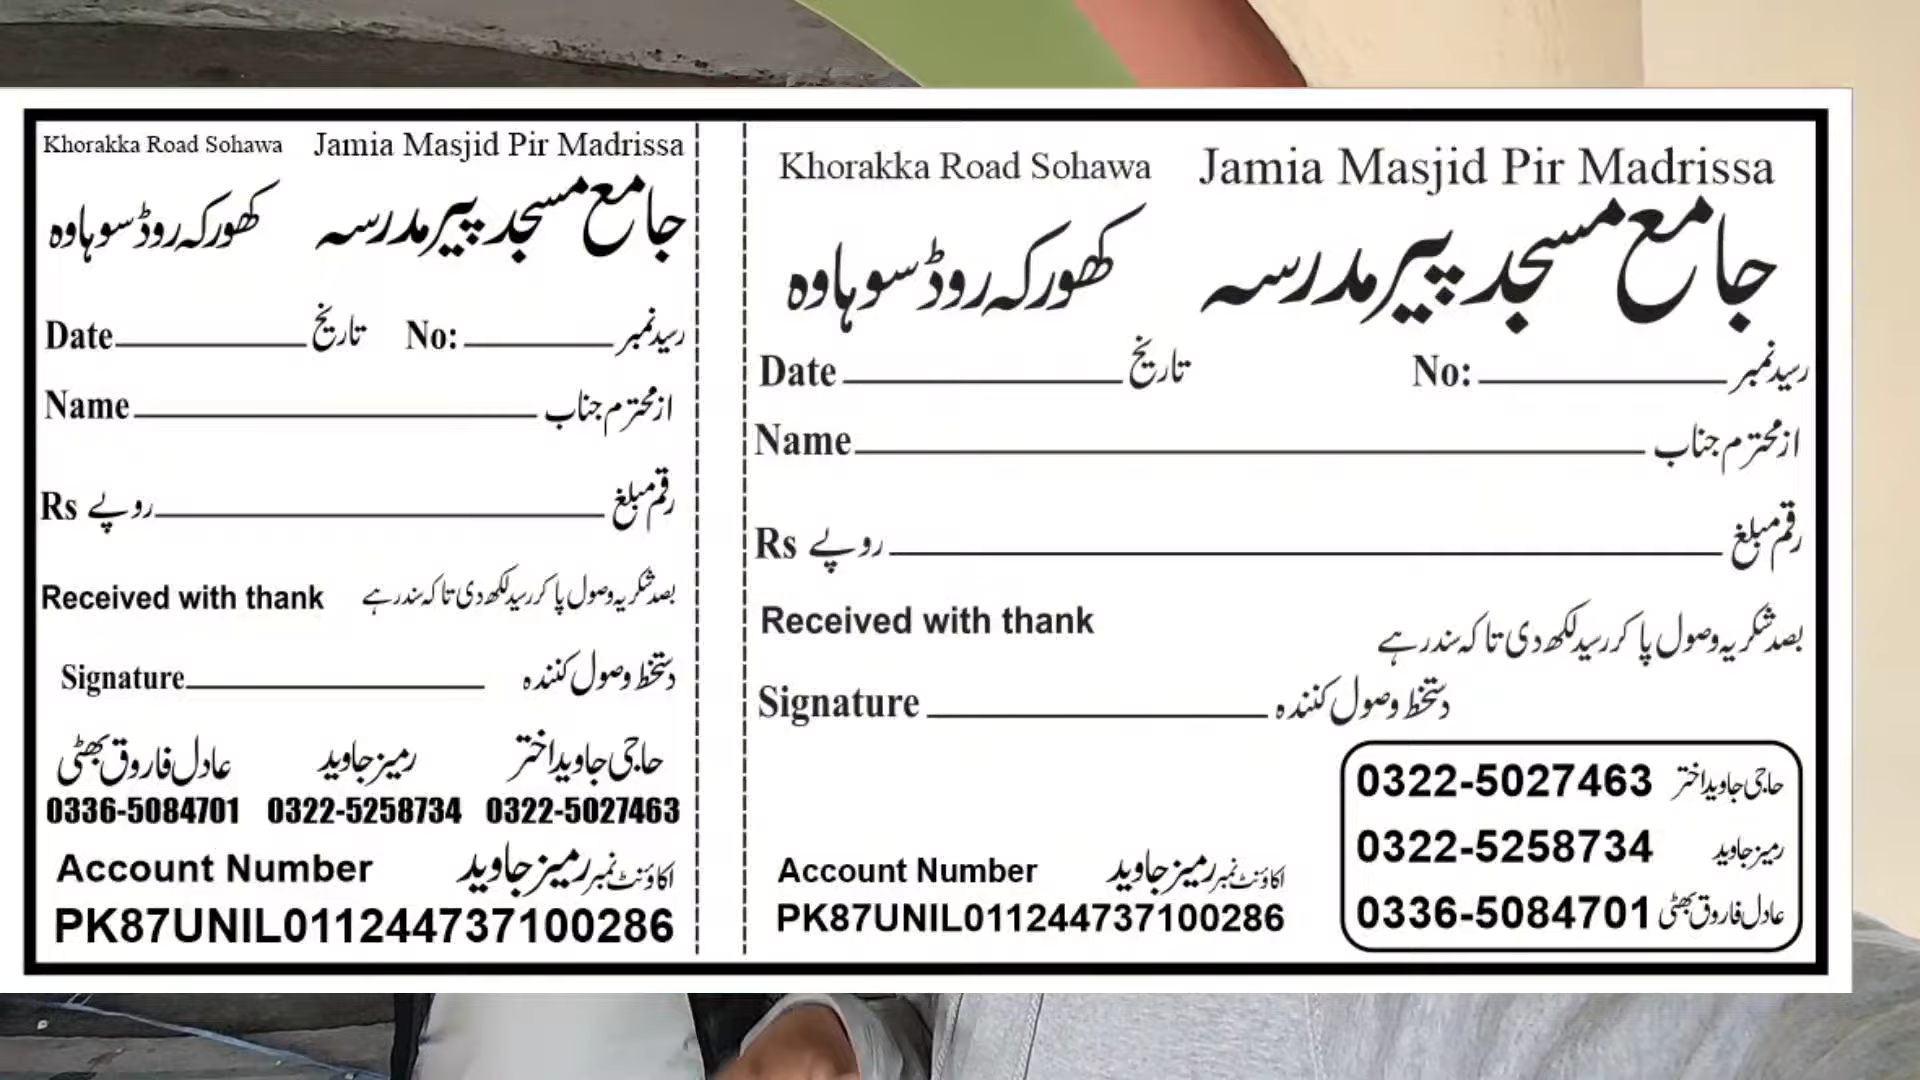 Khorakka Road Sohawa Jamia Masjid Pir Madrissa
جامع مسجد پیر مدرسہ کھورکہ روڈ سوہاوہ
Date تاریخ No: رسید نمبر
Name از محترم جناب
Rs روپے رقم مبلغ
Received with thank بصد شکریہ وصول پا کر رسید لکھ دی تا کہ سند رہے
Signature دستخط وصول کنندہ
حاجی جاوید اختر رمیز جاوید عادل فاروق بھٹی
0336-5084701 0322-5258734 0322-5027463
Account Number اکاؤنٹ نمبر رمیز جاوید
PK87UNIL011244737100286
Khorakka Road Sohawa Jamia Masjid Pir Madrissa
جامع مسجد پیر مدرسہ کھورکہ روڈ سوہاوہ
Date تاریخ No: رسید نمبر
Name از محترم جناب
Rs روپے رقم مبلغ
Received with thank بصد شکریہ وصول پا کر رسید لکھ دی تا کہ سند رہے
Signature دستخط وصول کنندہ
0322-5027463 حاجی جاوید اختر
0322-5258734 رمیز جاوید
0336-5084701 عادل فاروق بھٹی
Account Number اکاؤنٹ نمبر رمیز جاوید
PK87UNIL011244737100286